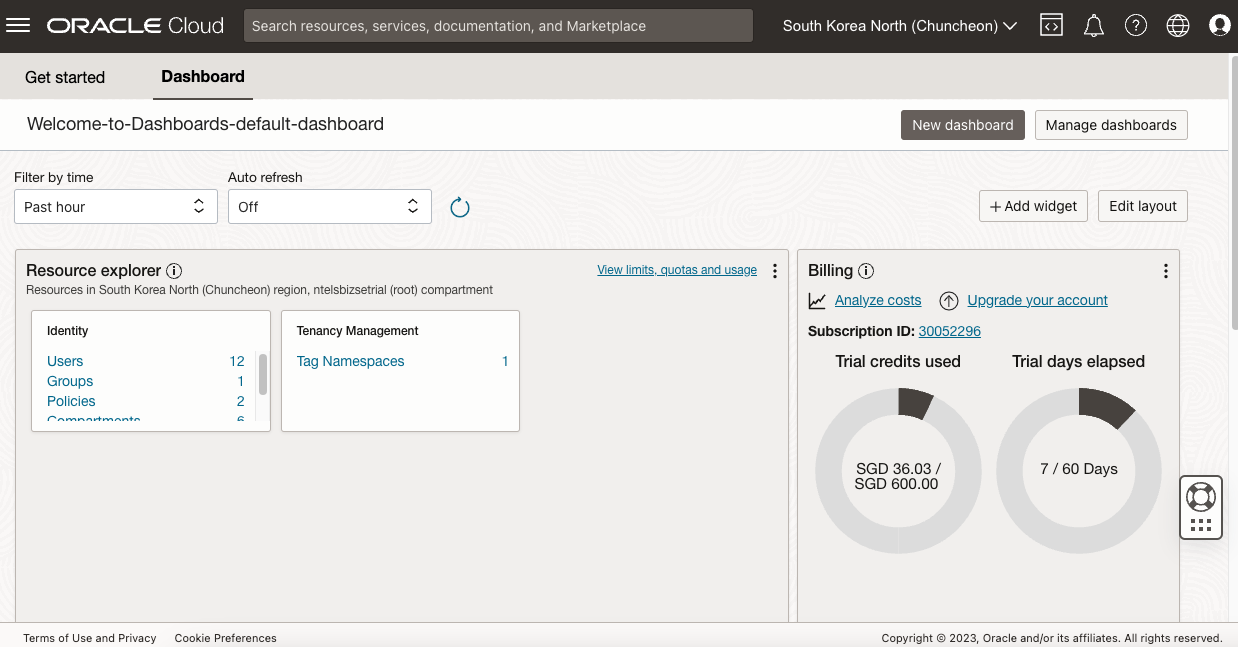 ORACLE Cloud
Search resources, services, documentation, and Marketplace
South Korea North (Chuncheon)
Get started
Dashboard
Welcome-to-Dashboards-default-dashboard
New dashboard
Manage dashboards
Filter by time
Auto refresh
Past hour
Off
+ Add widget
Edit layout
Resource explorer
View limits, quotas and usage
Resources in South Korea North (Chuncheon) region, ntelsbizsetrial (root) compartment
Identity
Users 12
Groups 1
Policies 2
Compartments 6
Tenancy Management
Tag Namespaces 1
Billing
Analyze costs
Upgrade your account
Subscription ID: 30052296
Trial credits used
SGD 36.03 /
SGD 600.00
Trial days elapsed
7 / 60 Days
Terms of Use and Privacy
Cookie Preferences
Copyright © 2023, Oracle and/or its affiliates. All rights reserved.